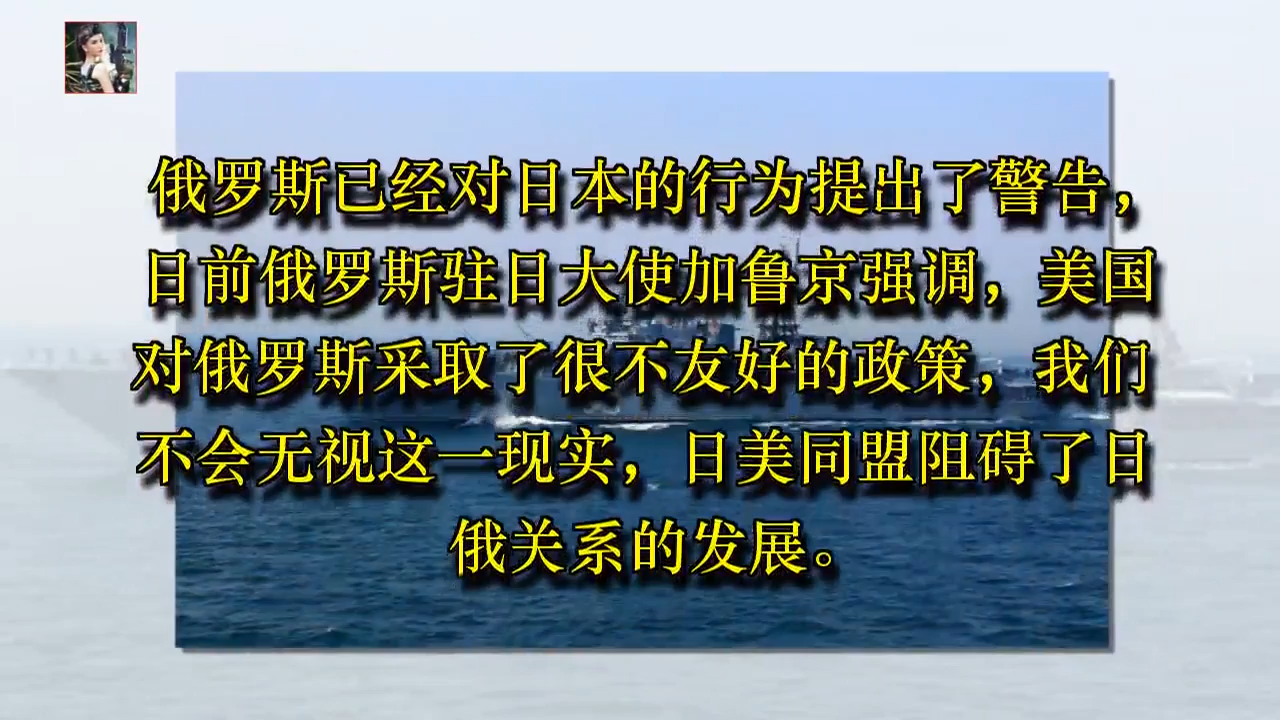 俄罗斯已经对日本的行为提出了警告，
日前俄罗斯驻日大使加鲁京强调，美国
对俄罗斯采取了很不友好的政策，我们
不会无视这一现实，日美同盟阻碍了日
俄关系的发展。